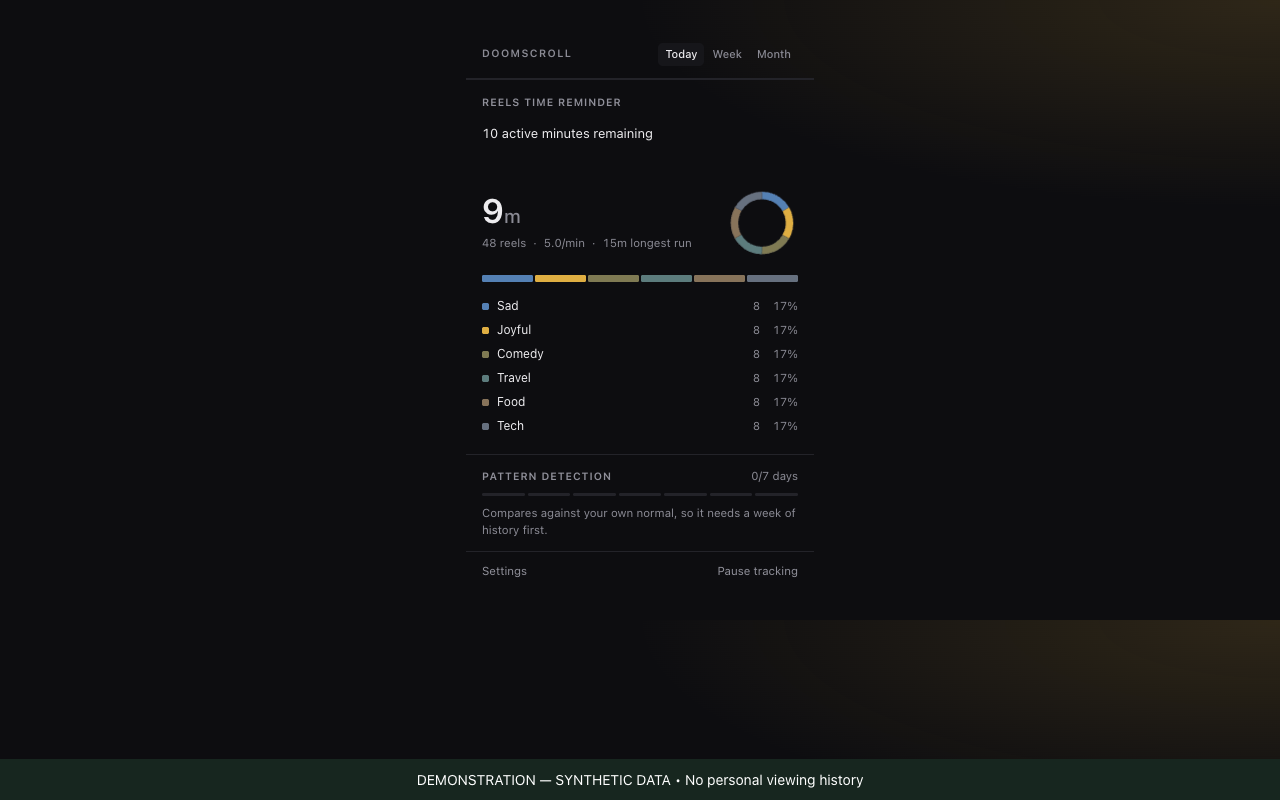 DOOMSCROLL Today Week Month
REELS TIME REMINDER
10 active minutes remaining
9m
48 reels · 5.0/min · 15m longest run
Sad 8 17%
Joyful 8 17%
Comedy 8 17%
Travel 8 17%
Food 8 17%
Tech 8 17%
PATTERN DETECTION 0/7 days
Compares against your own normal, so it needs a week of
history first.
Settings Pause tracking
DEMONSTRATION — SYNTHETIC DATA • No personal viewing history